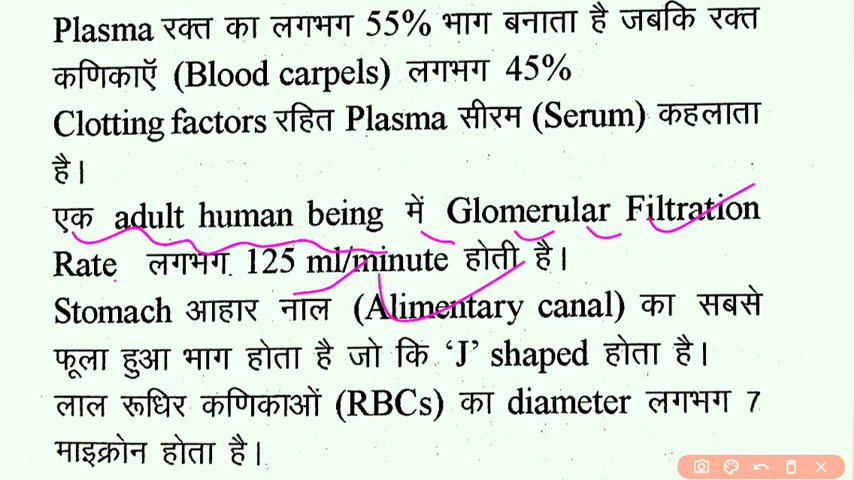 Plasma रक्त का लगभग 55% भाग बनाता है जबकि रक्त
कणिकाऍ (Blood carpels) लगभग 45%
Clotting factors रहित Plasma सीरम (Serum) कहलाता
है।
एक adult human being में Glomerular Filtration
Rate लगभग 125 ml/minute होती है।
Stomach आहार नाल (Alimentary canal) का सबसे
फूला हुआ भाग होता है जो कि ‘J’ shaped होता है।
लाल रूधिर कणिकाओं (RBCs) का diameter लगभग 7
माइक्रोन होता है।